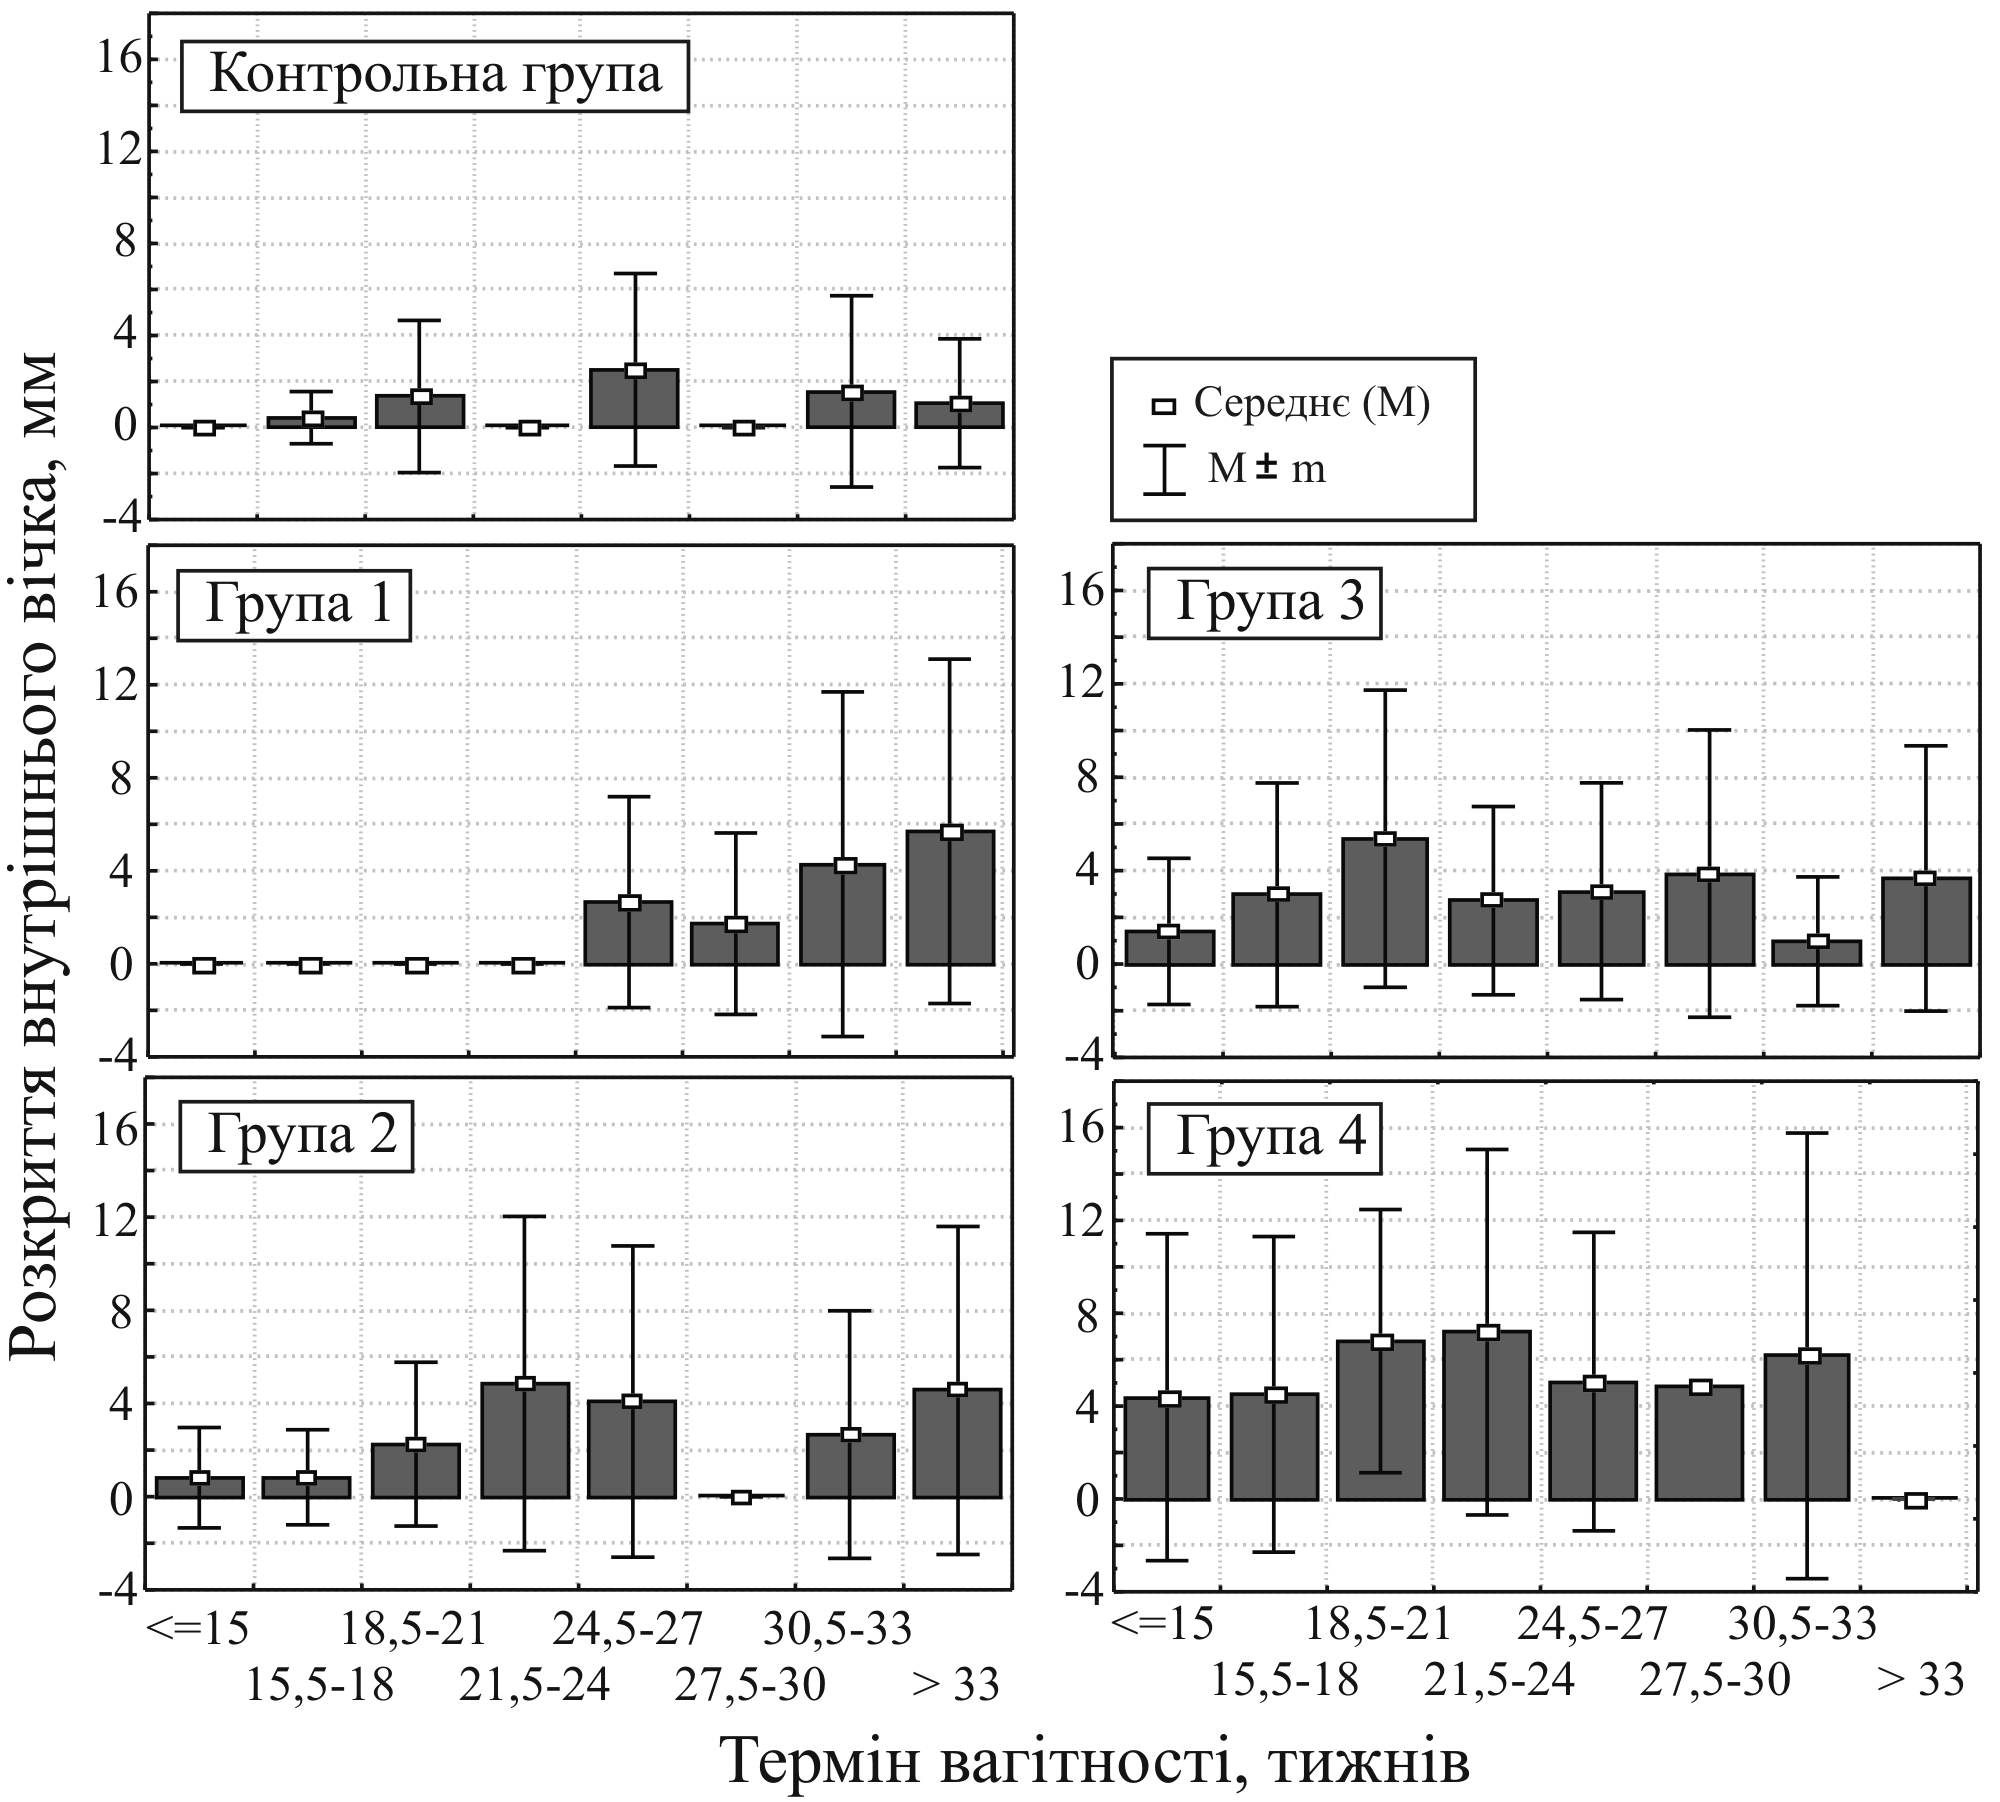 Розкриття внутрішнього вічка, мм
Контрольна група
16
12
8
4
0
-4
Середнє (М)
М ± m
Група 1
16
12
8
4
0
-4
Група 3
16
12
8
4
0
-4
Група 2
16
12
8
4
0
-4
Група 4
16
12
8
4
0
-4
<=15 18,5-21 24,5-27 30,5-33
15,5-18 21,5-24 27,5-30 > 33
<=15 18,5-21 24,5-27 30,5-33
15,5-18 21,5-24 27,5-30 > 33
Термін вагітності, тижнів